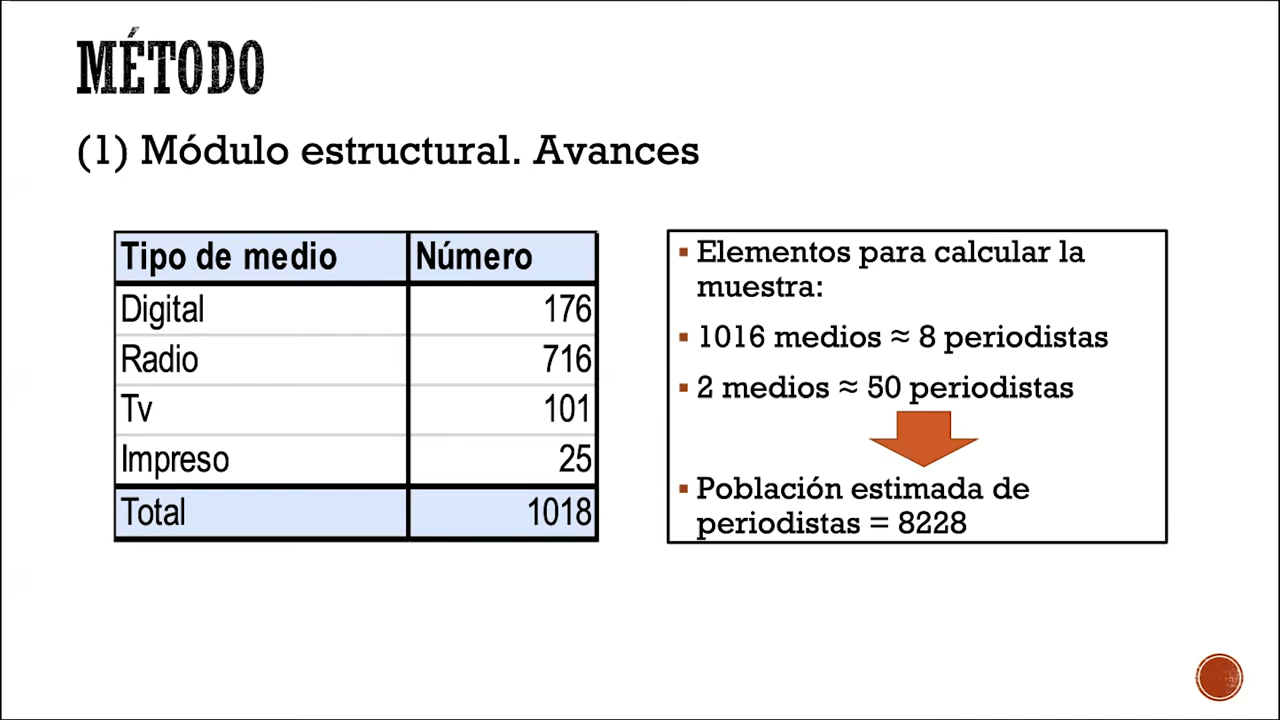 MÉTODO
(1) Módulo estructural. Avances
Tipo de medio Número
Digital 176
Radio 716
Tv 101
Impreso 25
Total 1018
▪ Elementos para calcular la
muestra:
▪ 1016 medios ≈ 8 periodistas
▪ 2 medios ≈ 50 periodistas
▪ Población estimada de
periodistas = 8228